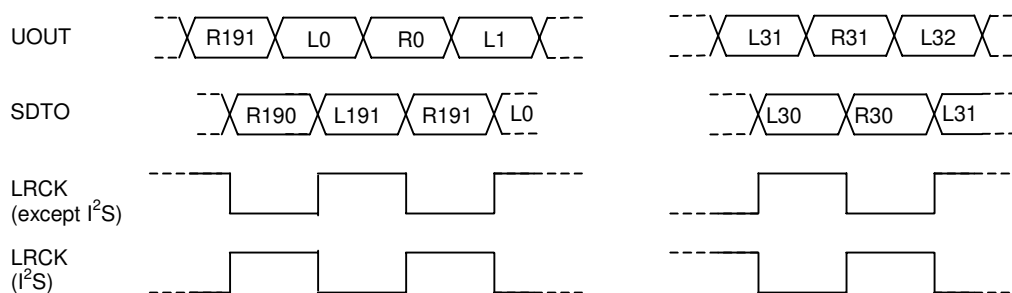 UOUT R191 L0 R0 L1 L31 R31 L32
SDTO R190 L191 R191 L0 L30 R30 L31
LRCK
(except I²S)
LRCK
(I²S)